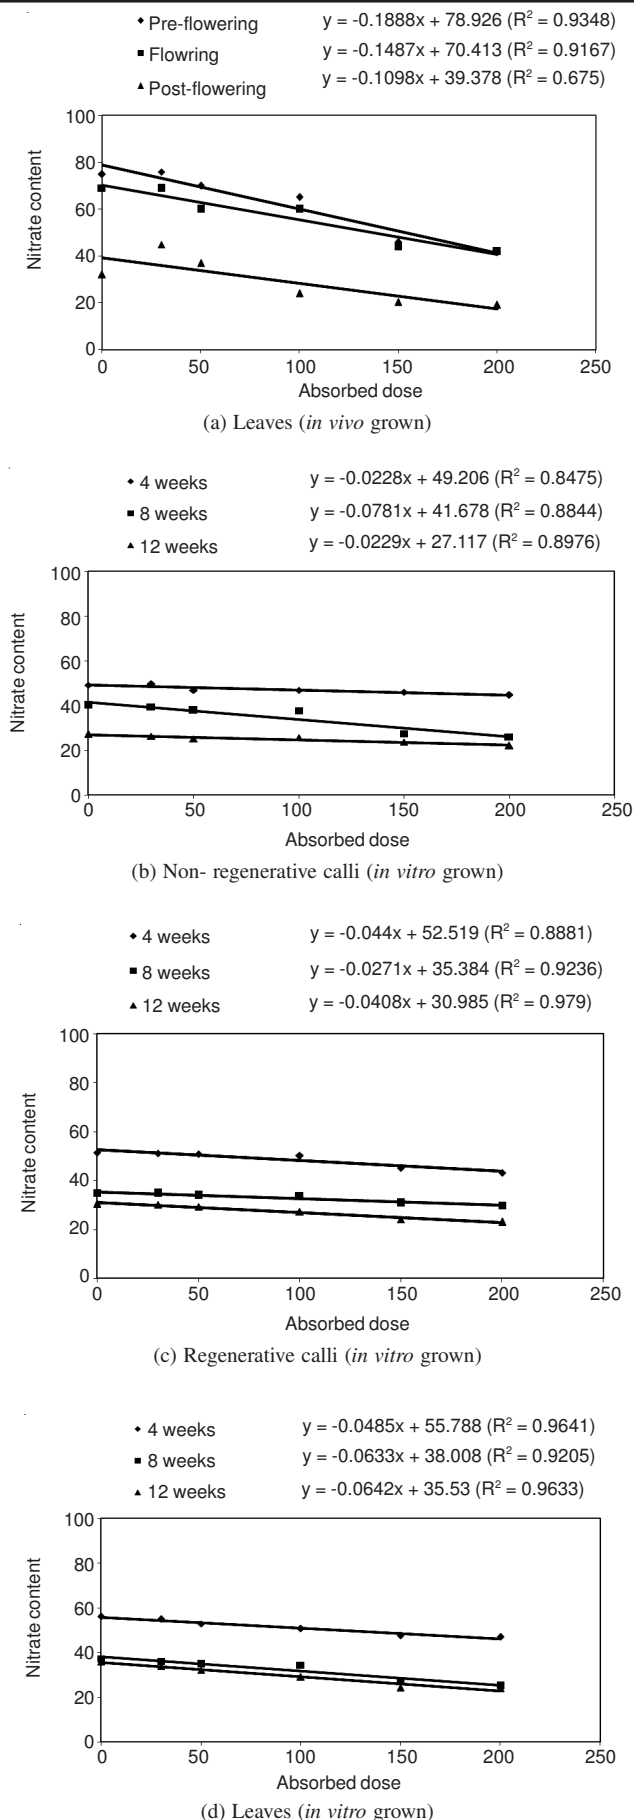 Pre-flowering y = -0.1888x + 78.926 (R² = 0.9348)
Flowring y = -0.1487x + 70.413 (R² = 0.9167)
Post-flowering y = -0.1098x + 39.378 (R² = 0.675)
Nitrate content
100
80
60
40
20
0
0 50 100 150 200 250
Absorbed dose
(a) Leaves (in vivo grown)
4 weeks y = -0.0228x + 49.206 (R² = 0.8475)
8 weeks y = -0.0781x + 41.678 (R² = 0.8844)
12 weeks y = -0.0229x + 27.117 (R² = 0.8976)
Nitrate content
100
80
60
40
20
0
0 50 100 150 200 250
Absorbed dose
(b) Non- regenerative calli (in vitro grown)
4 weeks y = -0.044x + 52.519 (R² = 0.8881)
8 weeks y = -0.0271x + 35.384 (R² = 0.9236)
12 weeks y = -0.0408x + 30.985 (R² = 0.979)
Nitrate content
100
80
60
40
20
0
0 50 100 150 200 250
Absorbed dose
(c) Regenerative calli (in vitro grown)
4 weeks y = -0.0485x + 55.788 (R² = 0.9641)
8 weeks y = -0.0633x + 38.008 (R² = 0.9205)
12 weeks y = -0.0642x + 35.53 (R² = 0.9633)
Nitrate content
100
80
60
40
20
0
0 50 100 150 200 250
Absorbed dose
(d) Leaves (in vitro grown)